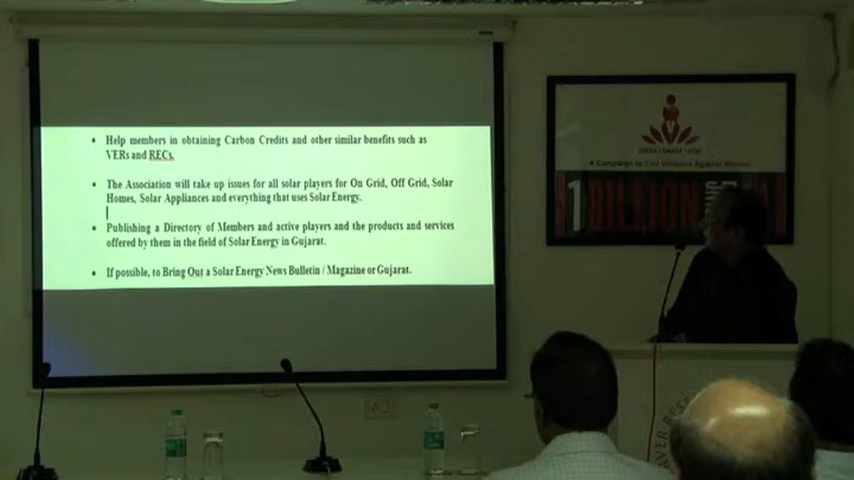 • Help members in obtaining Carbon Credits and other similar benefits such as
VERs and RECs.
• The Association will take up issues for all solar players for On Grid, Off Grid, Solar
Homes, Solar Appliances and everything that uses Solar Energy.
• Publishing a Directory of Members and active players and the products and services
offered by them in the field of Solar Energy in Gujarat.
• If possible, to Bring Out a Solar Energy News Bulletin / Magazine or Gujarat.
A Campaign to End Violence Against Women
1 BILLION